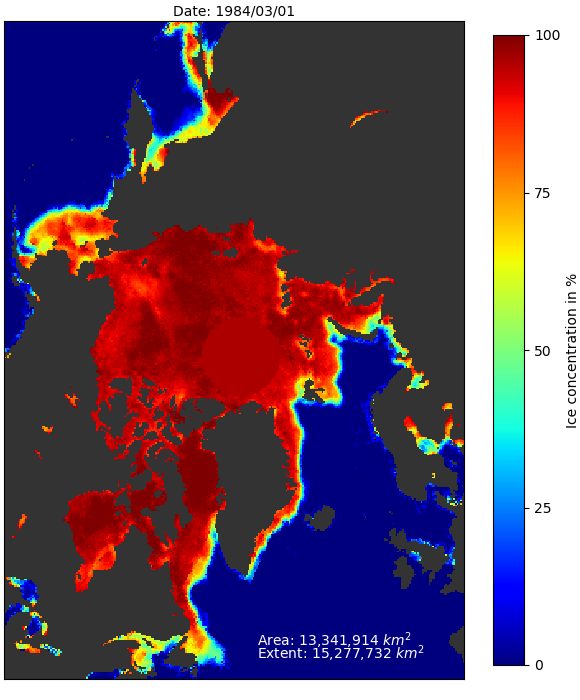 Date: 1984/03/01
100
75
50
25
0
Ice concentration in %
Area: 13,341,914 km²
Extent: 15,277,732 km²